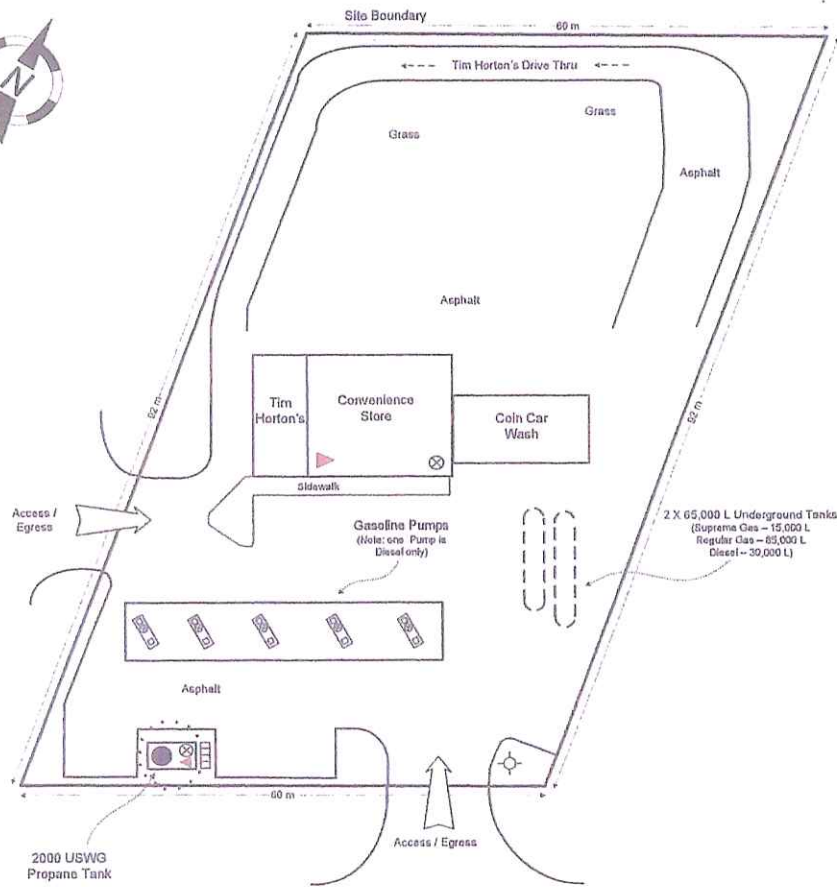 Site Boundary
60 m
N
Tim Horton's Drive Thru
Grass
Grass
Asphalt
Asphalt
92 m
92 m
Tim
Horton's
Convenience
Store
Coin Car
Wash
Sidewalk
Access /
Egress
Gasoline Pumps
(Note: one Pump is
Diesel only)
2 X 65,000 L Underground Tanks
(Supreme Gas – 15,000 L
Regular Gas – 85,000 L
Diesel – 30,000 L)
Asphalt
60 m
Access / Egress
2000 USWG
Propane Tank